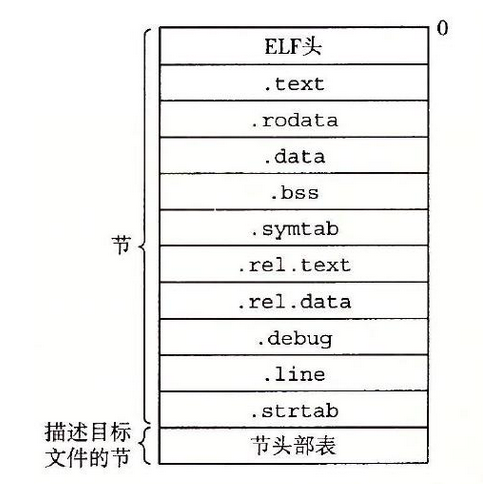 0
ELF头
.text
.rodata
.data
.bss
.symtab
.rel.text
.rel.data
.debug
.line
.strtab
节头部表
节
描述目标
文件的节